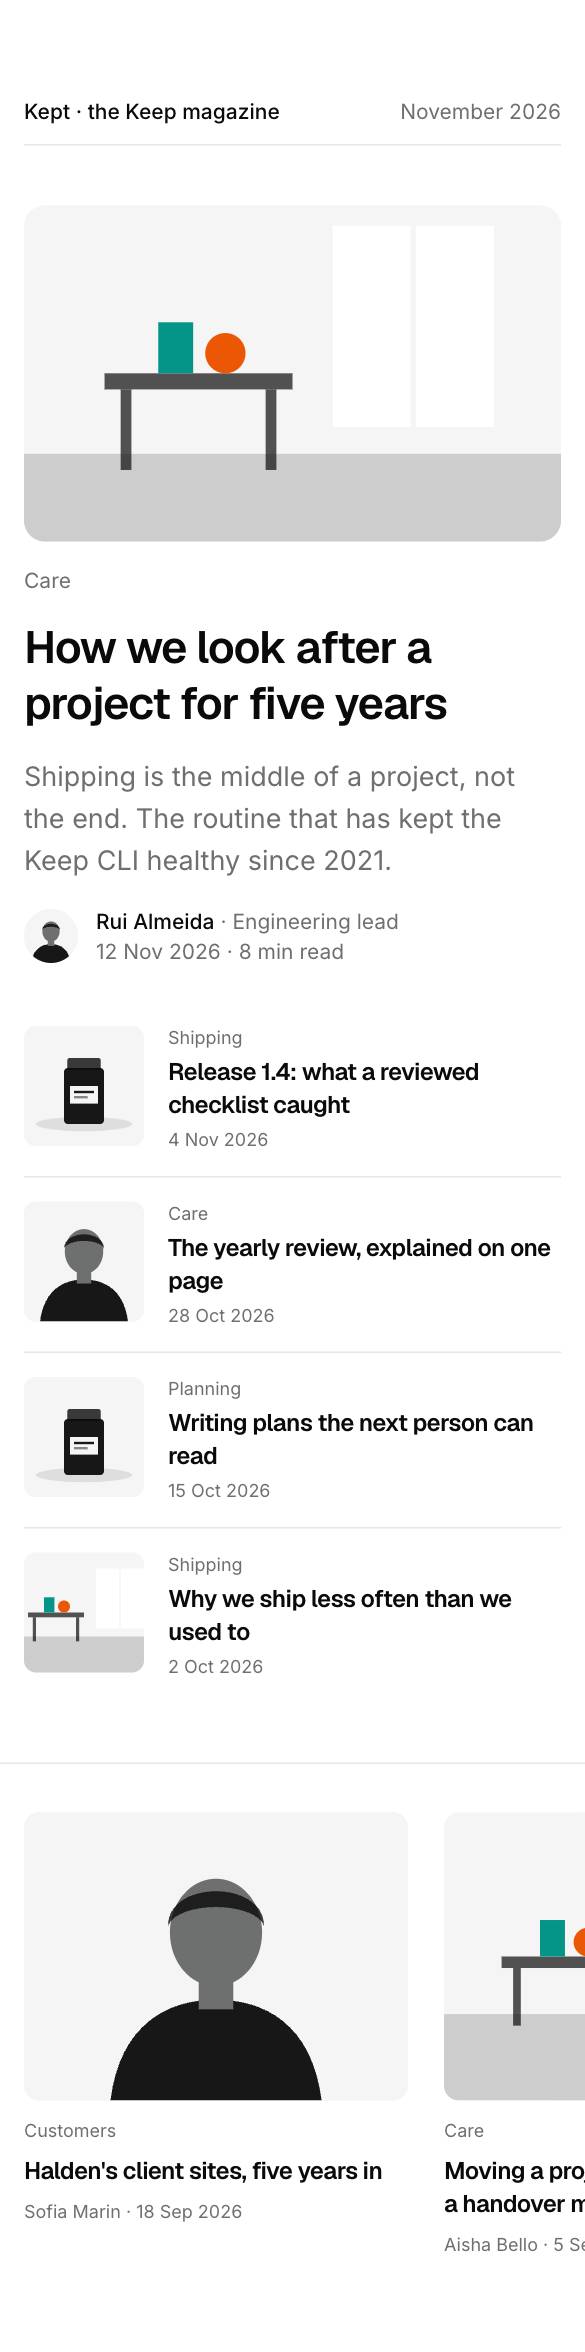 Kept · the Keep magazine
November 2026
Care
How we look after a
project for five years
Shipping is the middle of a project, not
the end. The routine that has kept the
Keep CLI healthy since 2021.
Rui Almeida · Engineering lead
12 Nov 2026 · 8 min read
Shipping
Release 1.4: what a reviewed
checklist caught
4 Nov 2026
Care
The yearly review, explained on one
page
28 Oct 2026
Planning
Writing plans the next person can
read
15 Oct 2026
Shipping
Why we ship less often than we
used to
2 Oct 2026
Customers
Halden's client sites, five years in
Sofia Marin · 18 Sep 2026
Care
Moving a
a handover
Aisha Bello · 5